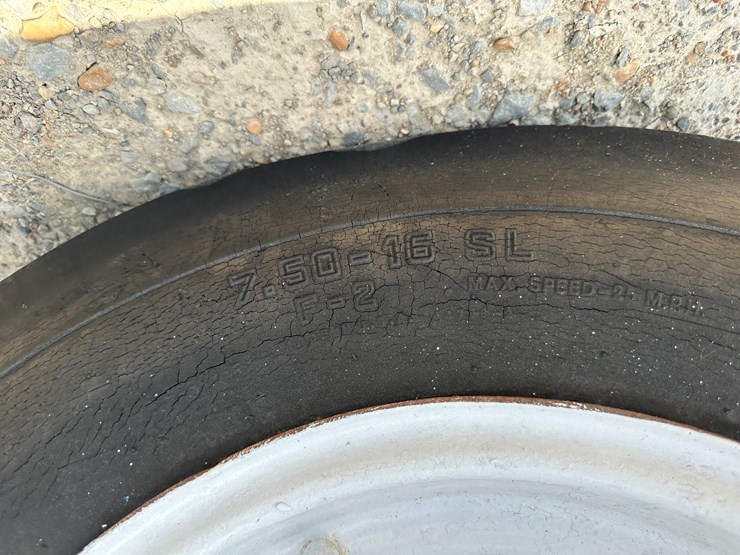 7.50-16 SL
F-2
MAX. SPEED